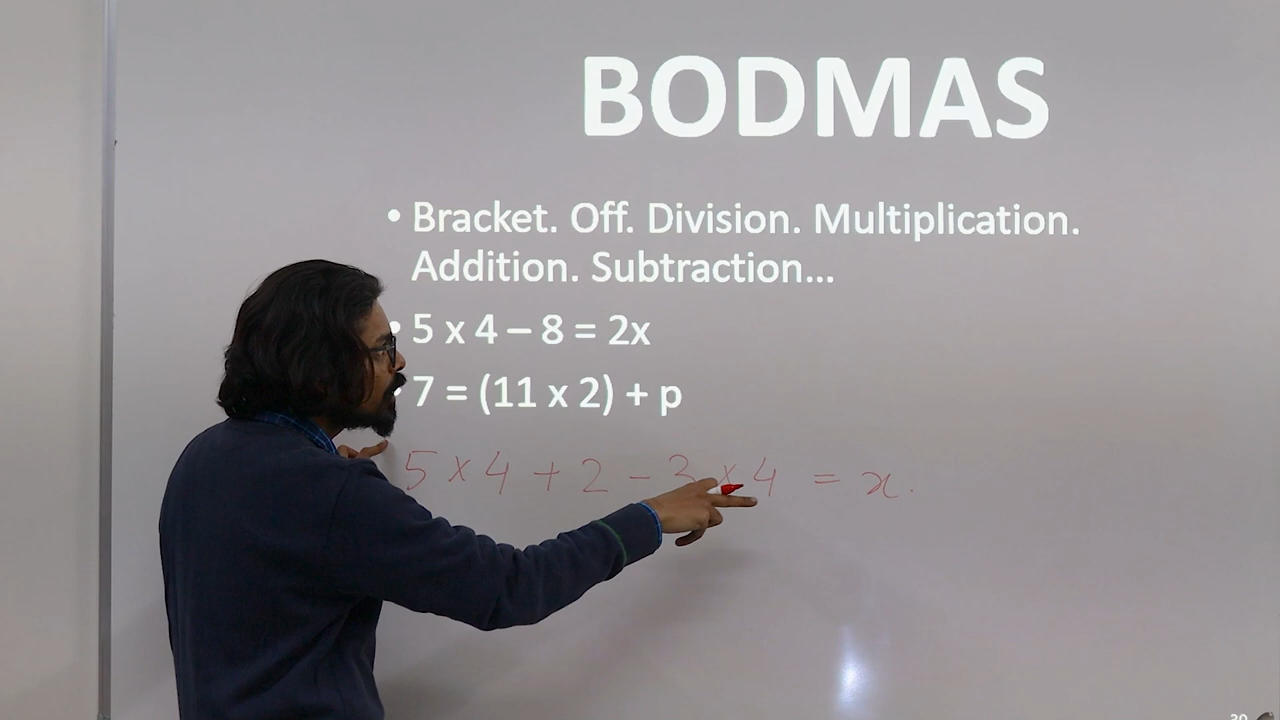 BODMAS
• Bracket. Off. Division. Multiplication.
Addition. Subtraction...
• 5 x 4 – 8 = 2x
• 7 = (11 x 2) + p
5 × 4 + 2 - 3 × 4 = x.